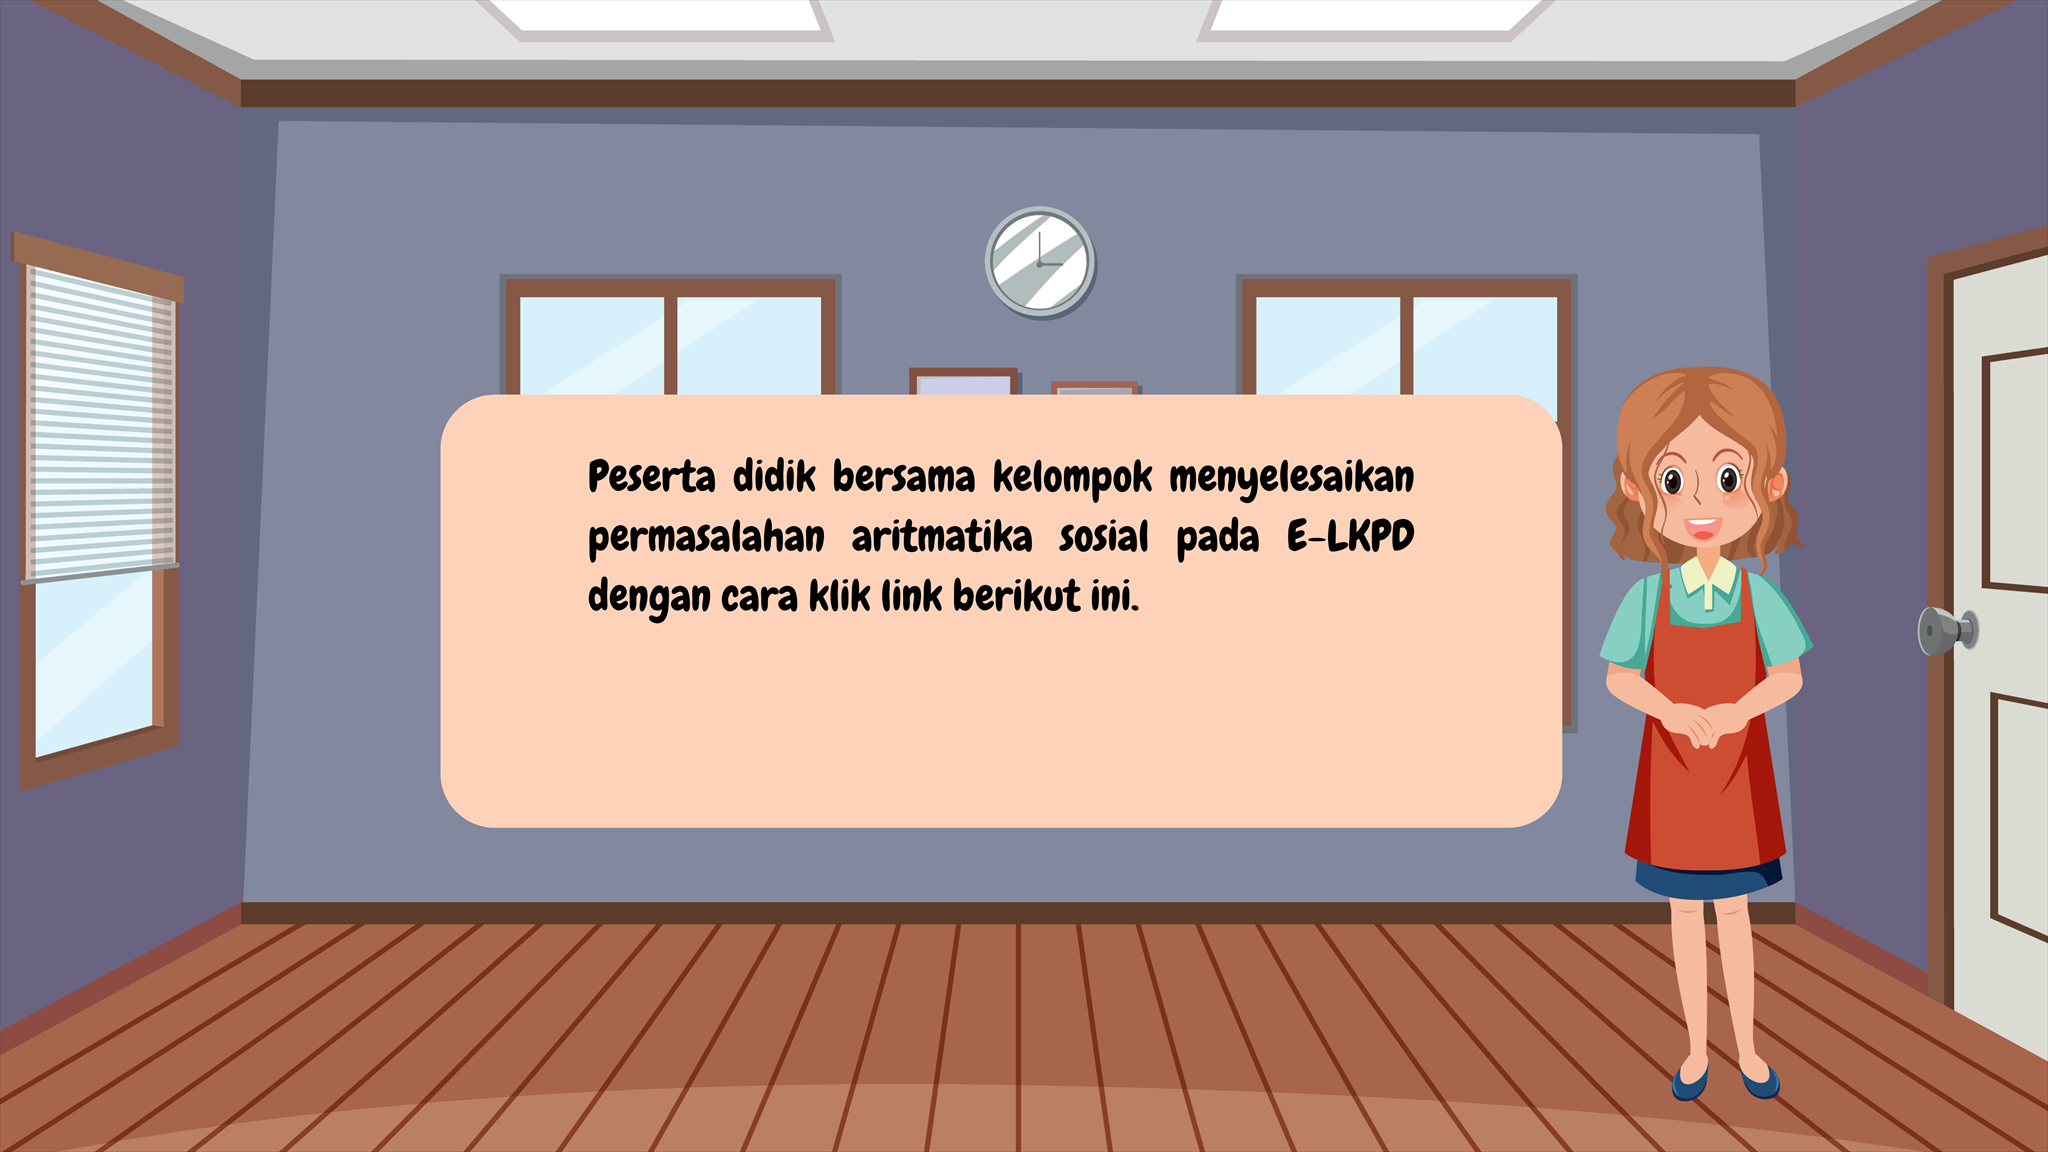 Peserta didik bersama kelompok menyelesaikan
permasalahan aritmatika sosial pada E-LKPD
dengan cara klik link berikut ini.